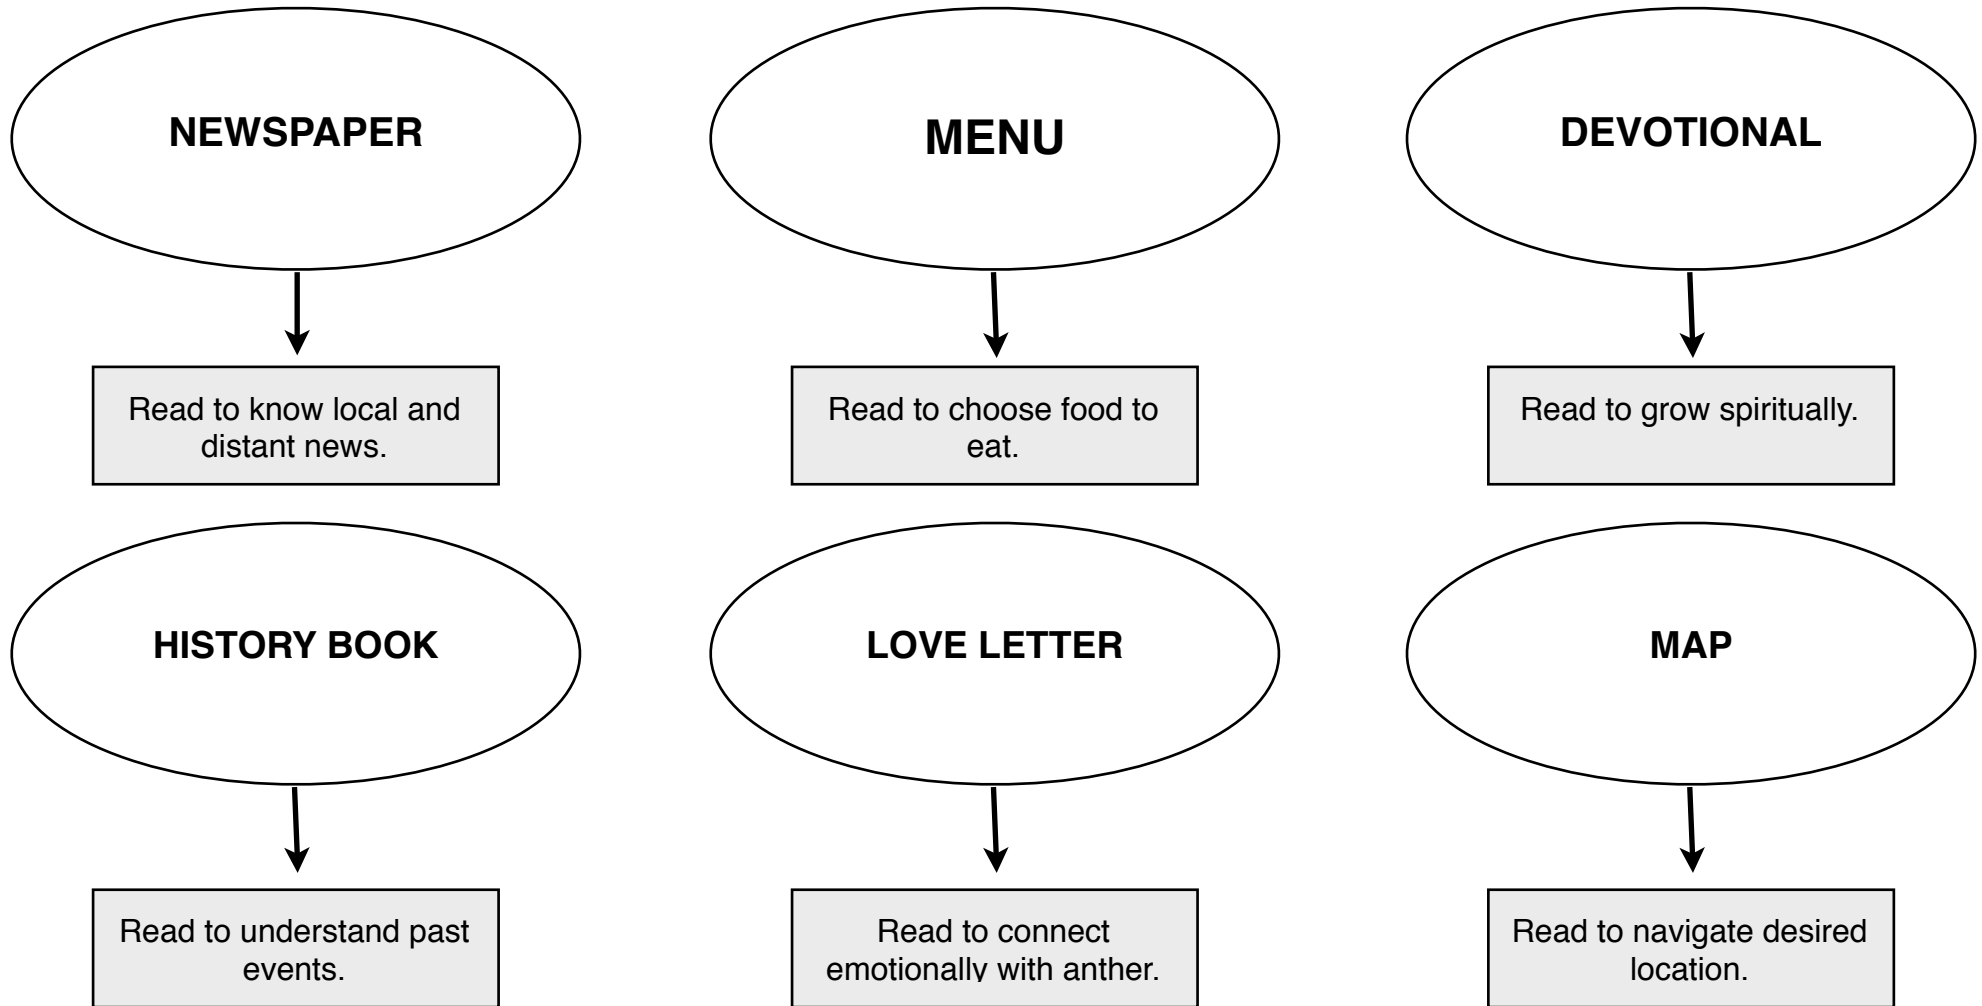 NEWSPAPER
MENU
DEVOTIONAL
Read to know local and
distant news.
Read to choose food to
eat.
Read to grow spiritually.
HISTORY BOOK
LOVE LETTER
MAP
Read to understand past
events.
Read to connect
emotionally with anther.
Read to navigate desired
location.